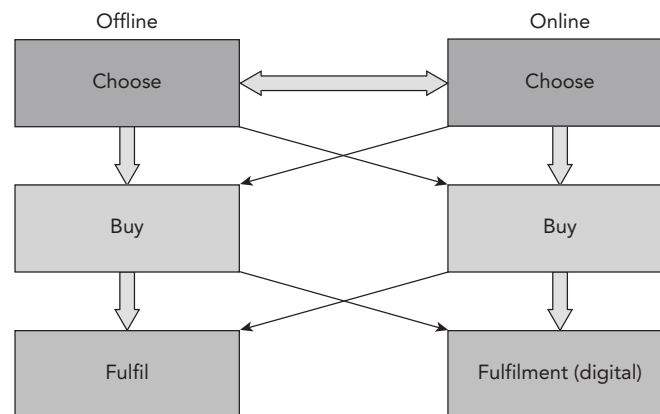 Offline
Online
Choose
Choose
Buy
Buy
Fulfil
Fulfilment (digital)